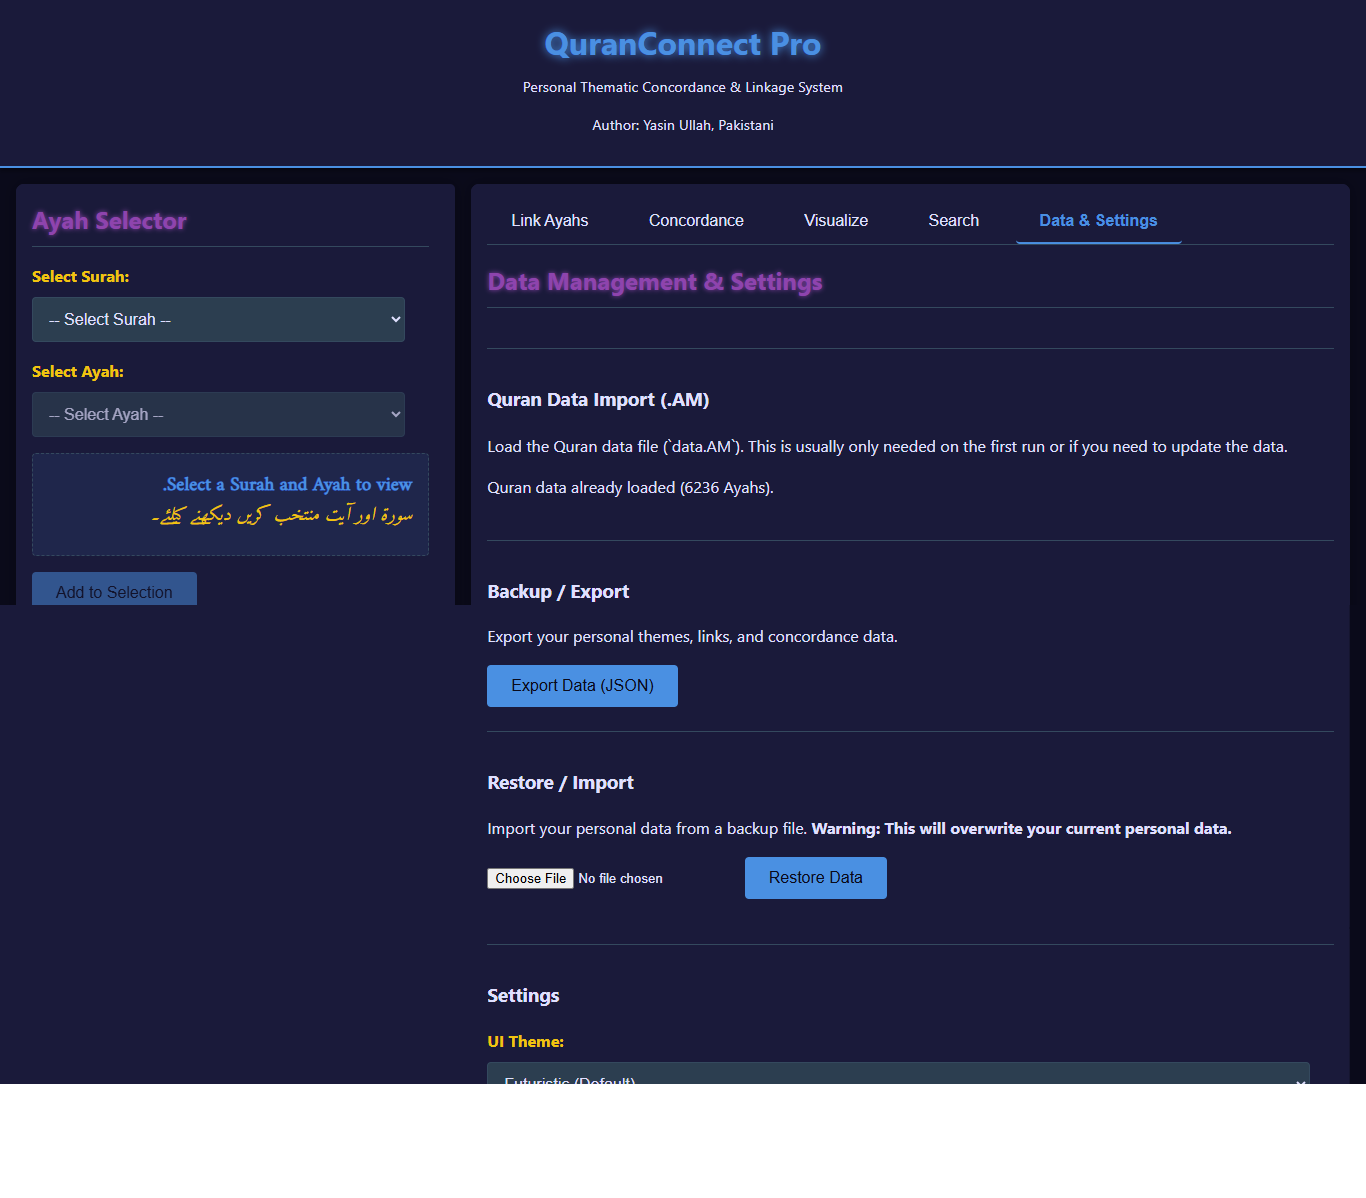 QuranConnect Pro
Personal Thematic Concordance & Linkage System
Author: Yasin Ullah, Pakistani
Ayah Selector
Select Surah:
-- Select Surah --
Select Ayah:
-- Select Ayah --
.Select a Surah and Ayah to view
سورۃ اور آیت منتخب کریں دیکھنے کیلئے۔
Add to Selection
Link Ayahs Concordance Visualize Search Data & Settings
Data Management & Settings
Quran Data Import (.AM)
Load the Quran data file (`data.AM`). This is usually only needed on the first run or if you need to update the data.
Quran data already loaded (6236 Ayahs).
Backup / Export
Export your personal themes, links, and concordance data.
Export Data (JSON)
Restore / Import
Import your personal data from a backup file. Warning: This will overwrite your current personal data.
Choose File No file chosen Restore Data
Settings
UI Theme:
Futuristic (Default)